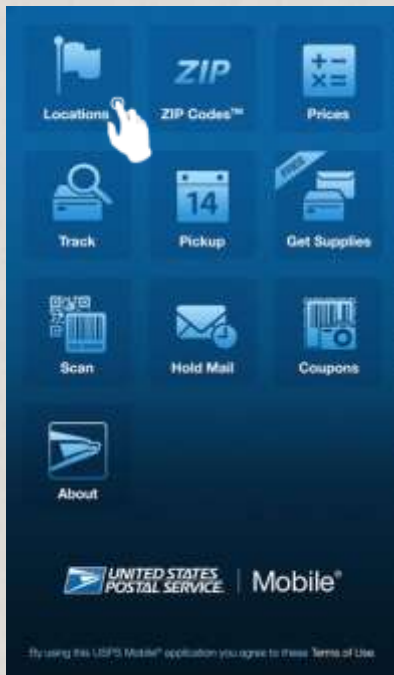 ZIP
Locations ZIP Codes™ Prices
FREE
14
Track Pickup Get Supplies
Scan Hold Mail Coupons
About
UNITED STATES POSTAL SERVICE. | Mobile®
By using this USPS Mobile® application you agree to these Terms of Use.